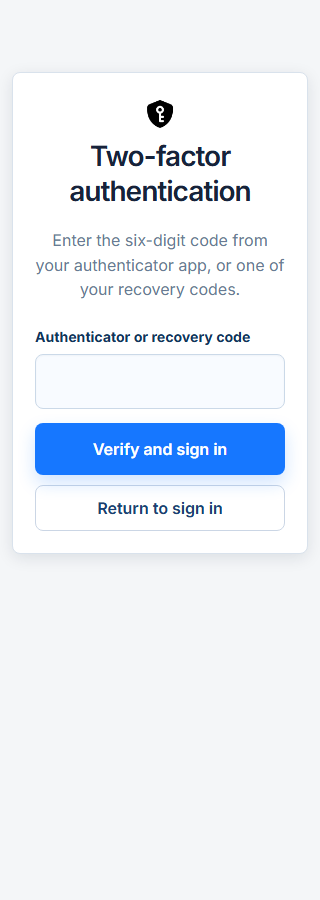 Two-factor
authentication
Enter the six-digit code from
your authenticator app, or one of
your recovery codes.
Authenticator or recovery code
Verify and sign in
Return to sign in